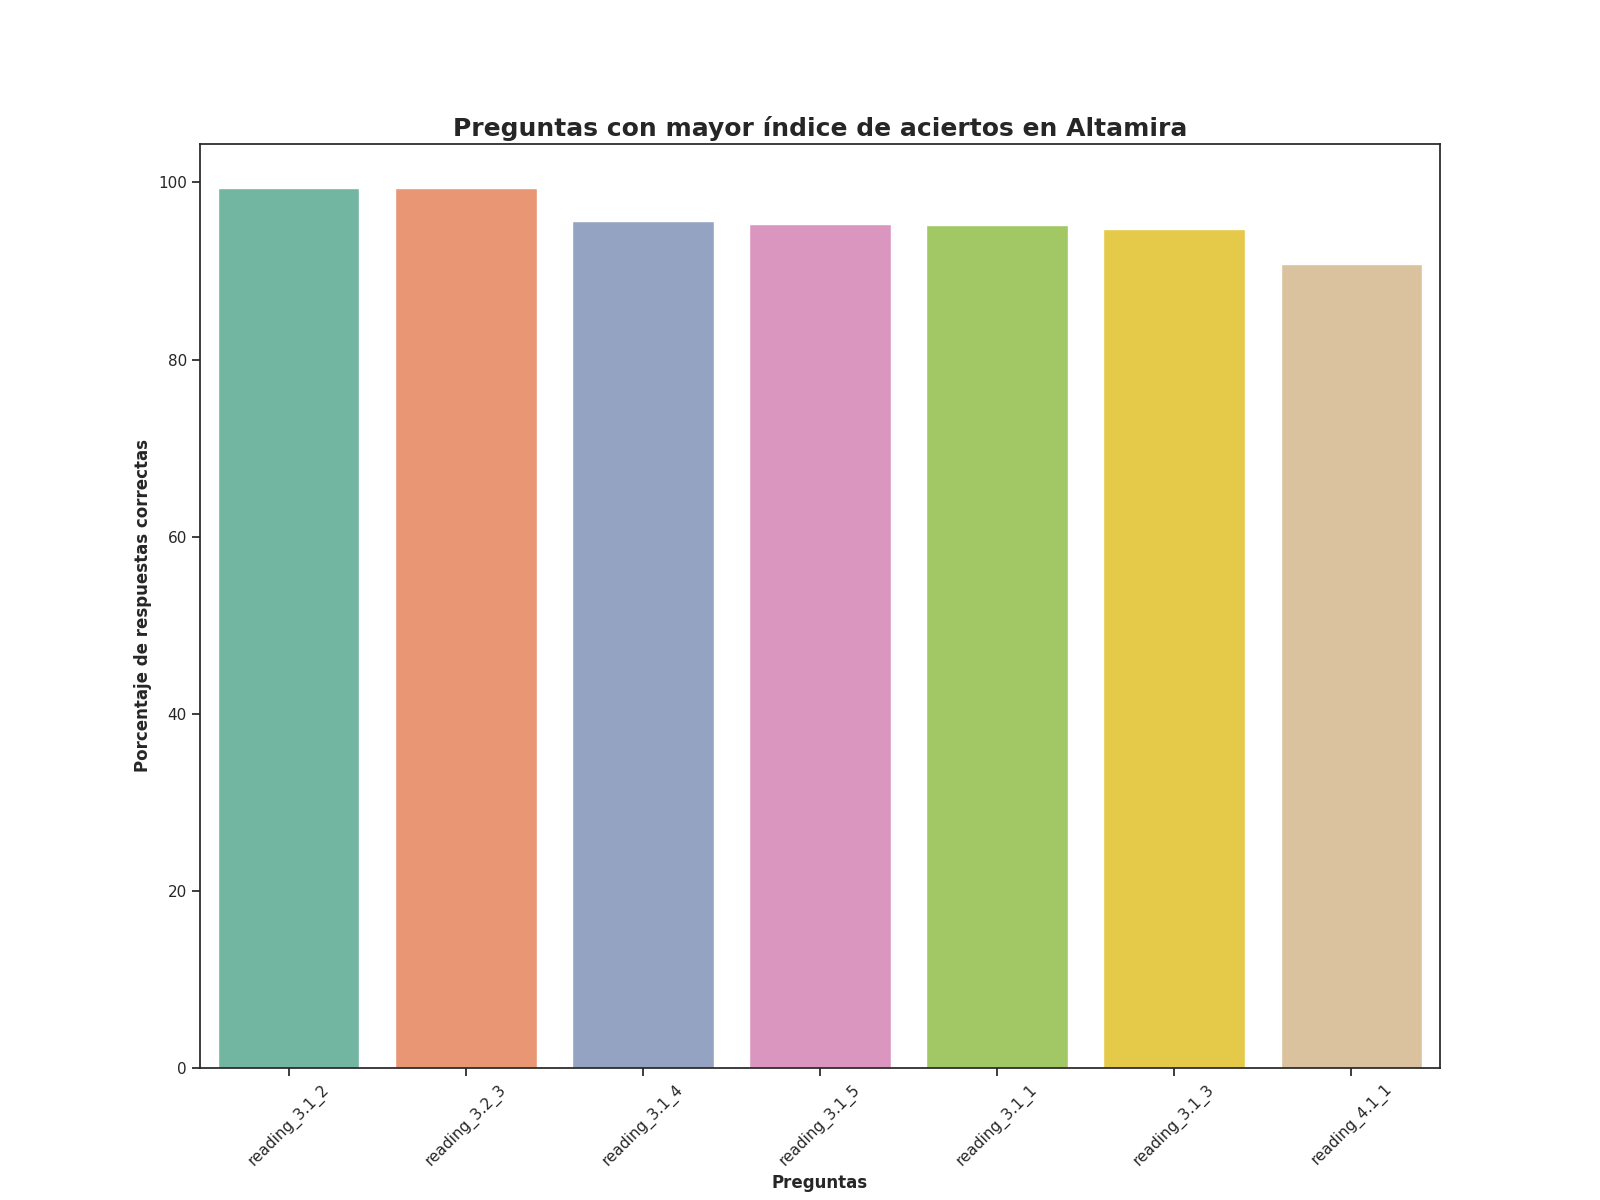 Preguntas con mayor índice de aciertos en Altamira
Porcentaje de respuestas correctas
100
80
60
40
20
0
reading_3.1_2
reading_3.2_3
reading_3.1_4
reading_3.1_5
reading_3.1_1
reading_3.1_3
reading_4.1_1
Preguntas